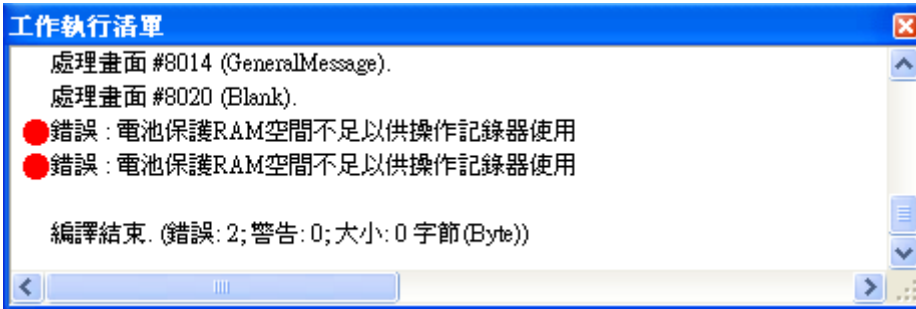 工作執行清單
處理畫面 #8014 (GeneralMessage).
處理畫面 #8020 (Blank).
錯誤 : 電池保護RAM空間不足以供操作記錄器使用
錯誤 : 電池保護RAM空間不足以供操作記錄器使用
編譯結束. (錯誤: 2; 警告: 0; 大小: 0 字節(Byte))